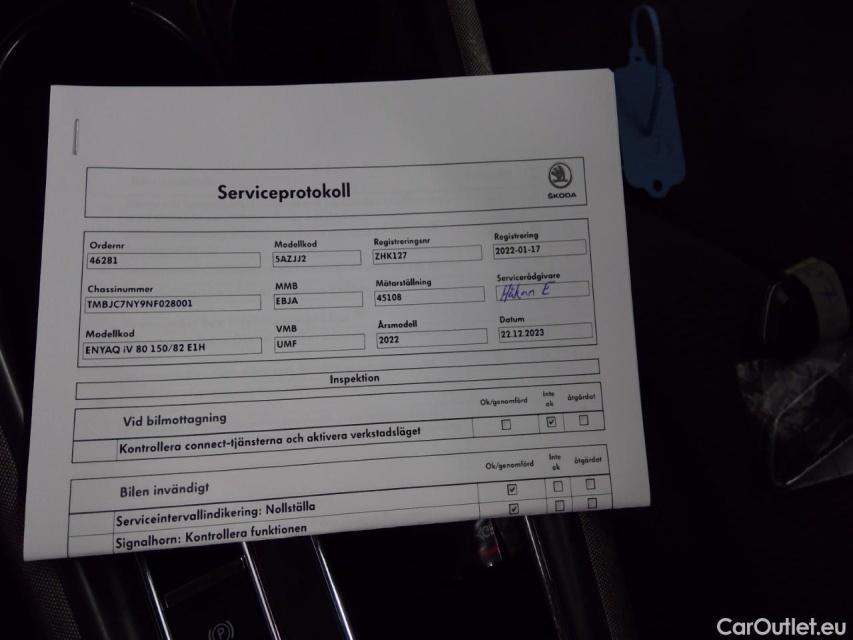 Serviceprotokoll
ŠKODA
Ordernr Modellkod Registreringsnr Registrering
46281 5AZJJ2 ZHK127 2022-01-17
Chassinummer MMB Mätarställning Servicerådgivare
TMBJC7NY9NF028001 EBJA 45108 Håkan E
Modellkod VMB Årsmodell Datum
ENYAQ iV 80 150/82 E1H UMF 2022 22.12.2023
Inspektion
Vid bilmottagning Ok/genomförd Inte ok åtgärdat
Kontrollera connect-tjänsterna och aktivera verkstadsläget
Bilen invändigt Ok/genomförd Inte ok åtgärdat
Serviceintervallindikering: Nollställa
Signalhorn: Kontrollera funktionen
P
CarOutlet.eu